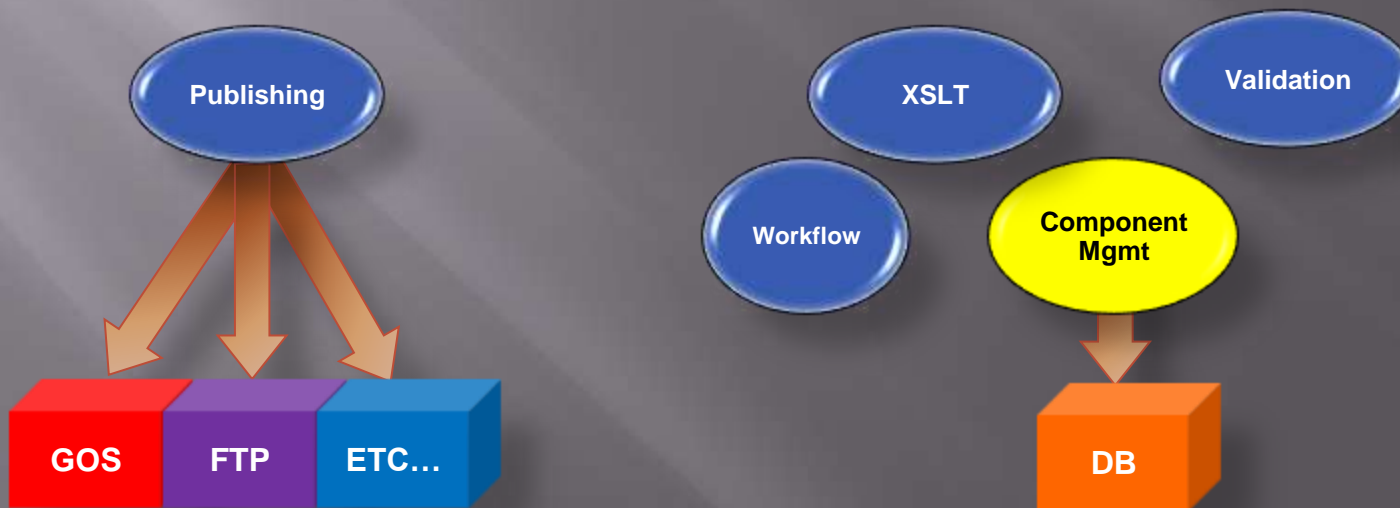 Publishing
XSLT
Validation
Workflow
Component
Mgmt
GOS
FTP
ETC…
DB